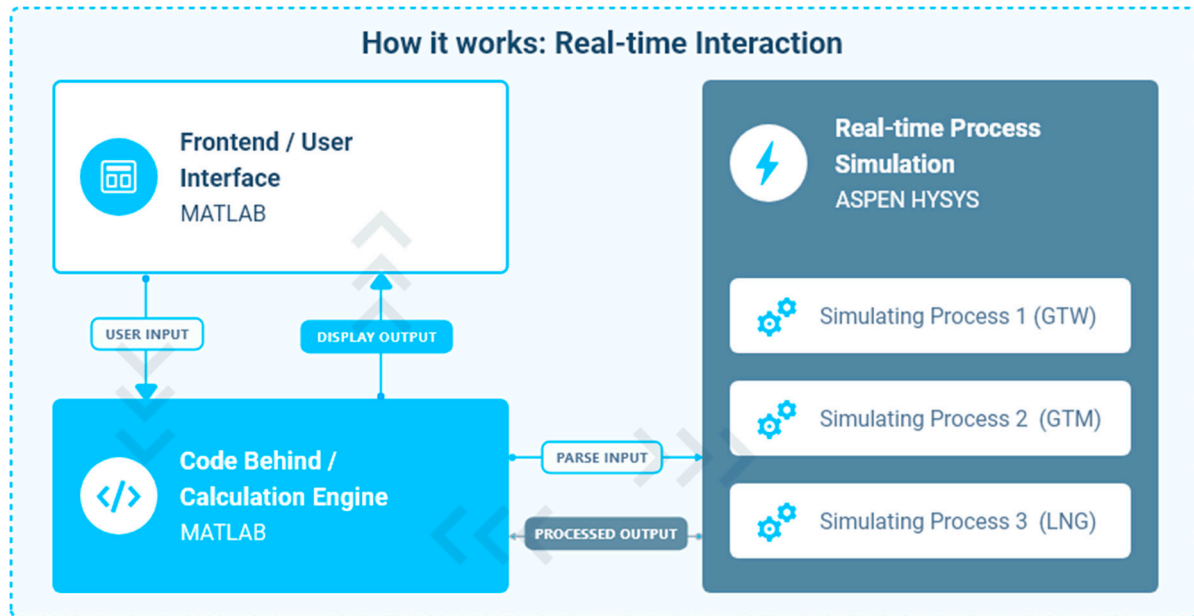 How it works: Real-time Interaction
Frontend / User
Interface
MATLAB
USER INPUT
DISPLAY OUTPUT
Code Behind /
Calculation Engine
MATLAB
PARSE INPUT
PROCESSED OUTPUT
Real-time Process
Simulation
ASPEN HYSYS
Simulating Process 1 (GTW)
Simulating Process 2 (GTM)
Simulating Process 3 (LNG)